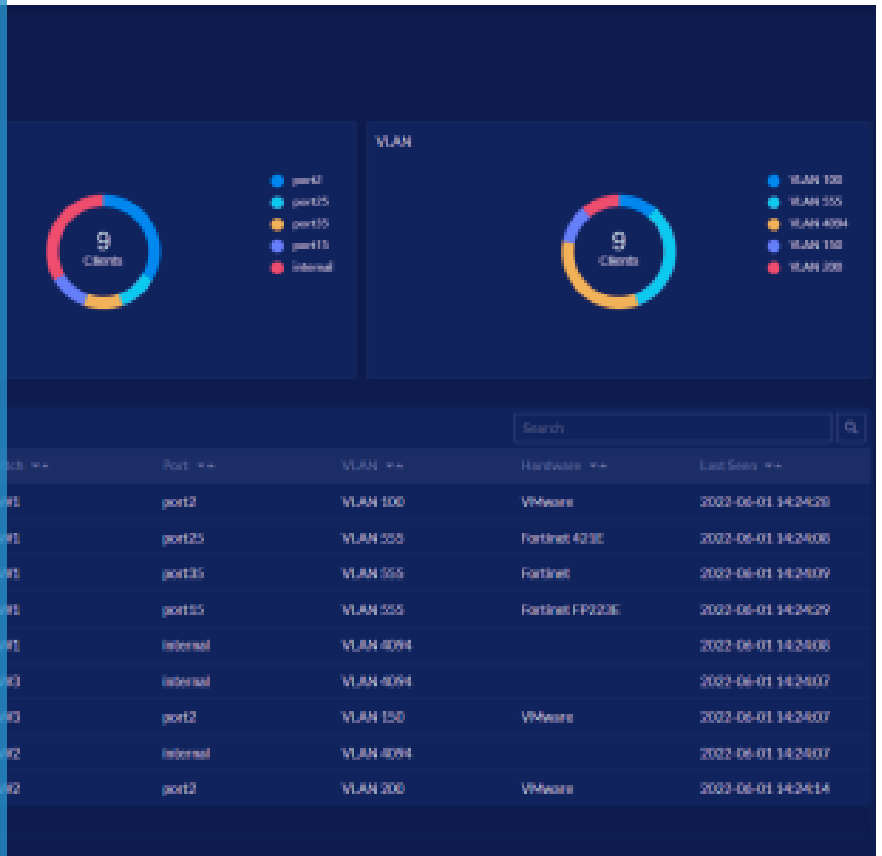 VLAN
port2
port25
port35
port15
internal
9
Clients
VLAN 100
VLAN 555
VLAN 4094
VLAN 150
VLAN 200
9
Clients
Search
Port VLAN Hardware Last Seen
port2 VLAN 100 VMware 2022-06-01 14:24:28
port25 VLAN 555 Fortinet 421E 2022-06-01 14:24:08
port35 VLAN 555 Fortinet 2022-06-01 14:24:09
port15 VLAN 555 Fortinet FP223E 2022-06-01 14:24:29
internal VLAN 4094 2022-06-01 14:24:08
internal VLAN 4094 2022-06-01 14:24:07
port2 VLAN 150 VMware 2022-06-01 14:24:07
internal VLAN 4094 2022-06-01 14:24:07
port2 VLAN 200 VMware 2022-06-01 14:24:14